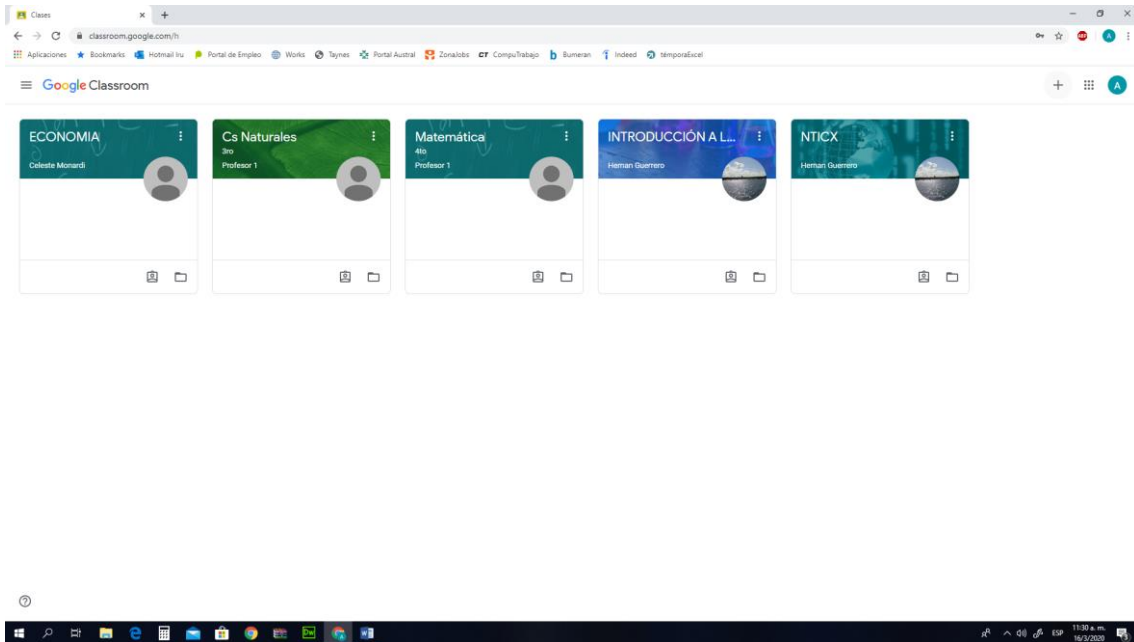 Clases
classroom.google.com/h
Aplicaciones Bookmarks Hotmail Iru Portal de Empleo Works Taynes Portal Austral ZonaJobs CompuTrabajo Bumeran Indeed témporaExcel
Google Classroom
A
ECONOMIA
Celeste Monardi
Cs Naturales
3ro
Profesor 1
Matemática
4to
Profesor 1
INTRODUCCIÓN A L...
Hernan Guerrero
NTICX
Hernan Guerrero
ESP
11:30 a. m.
16/3/2020